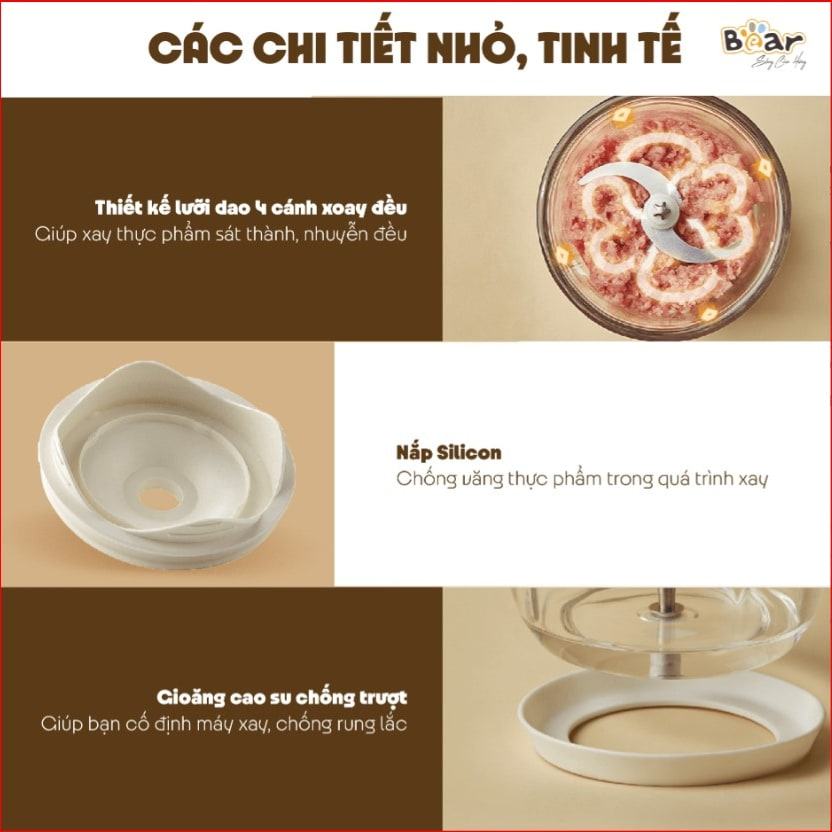 CÁC CHI TIẾT NHỎ, TINH TẾ
Bear
Thiết kế lưỡi dao 4 cánh xoay đều
Giúp xay thực phẩm sát thành, nhuyễn đều
Nắp Silicon
Chống văng thực phẩm trong quá trình xay
Gioăng cao su chống trượt
Giúp bạn cố định máy xay, chống rung lắc